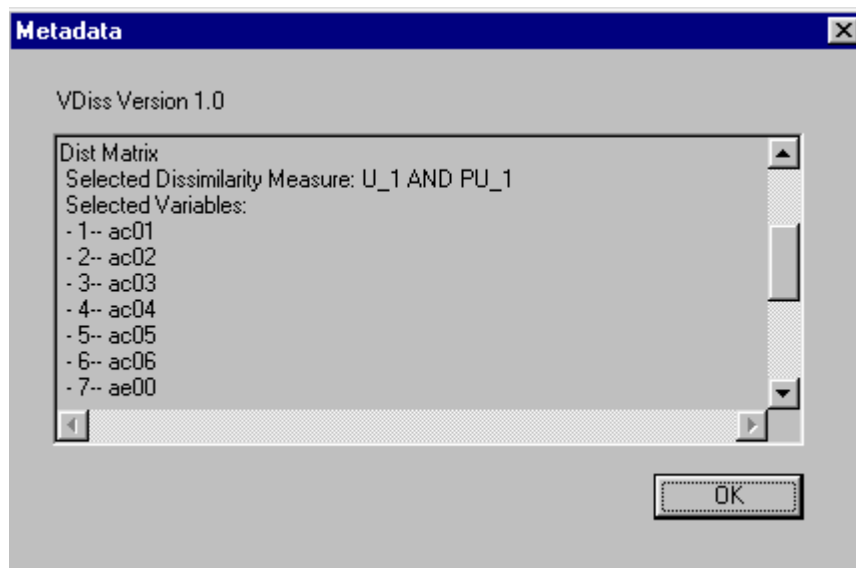 Metadata
VDiss Version 1.0
Dist Matrix
Selected Dissimilarity Measure: U_1 AND PU_1
Selected Variables:
- 1-- ac01
- 2-- ac02
- 3-- ac03
- 4-- ac04
- 5-- ac05
- 6-- ac06
- 7-- ae00
OK